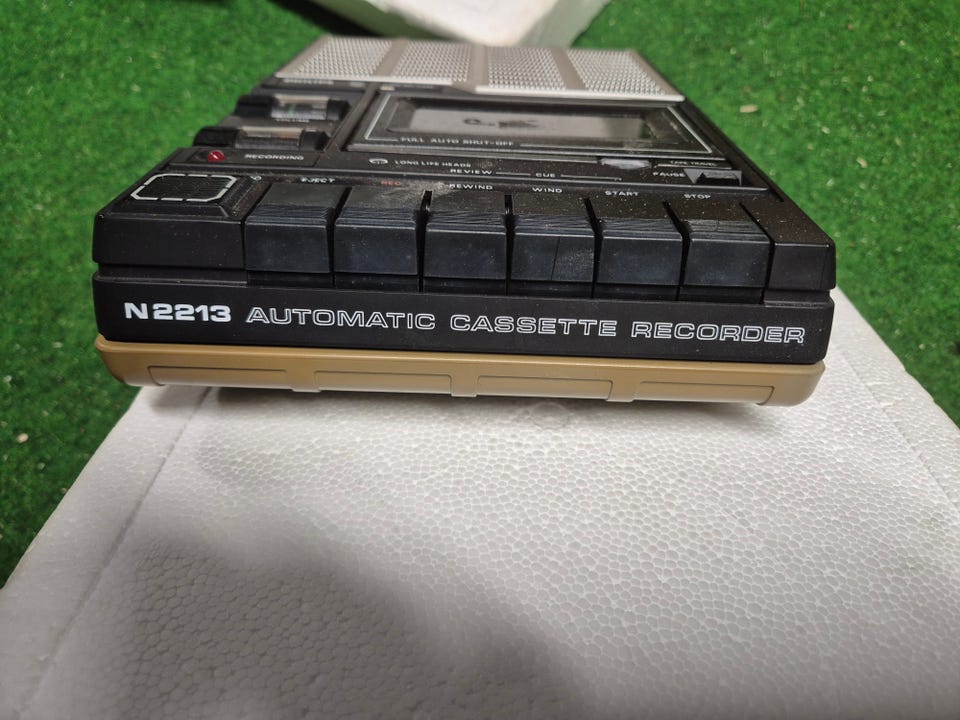 FULL AUTO SHUT-OFF
RECORDING
LONG LIFE HEADS
TAPE TRAVEL
REVIEW
CUE
PAUSE
EJECT
REC
REWIND
WIND
START
STOP
N2213 AUTOMATIC CASSETTE RECORDER